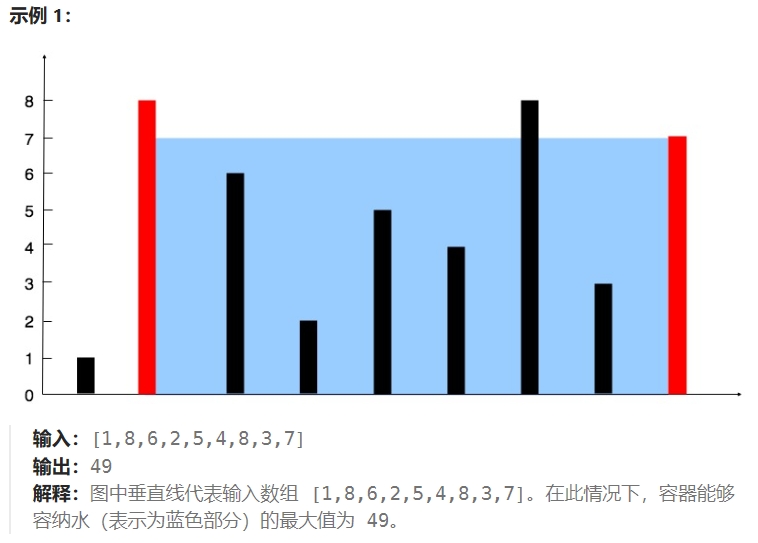 示例 1：
8
7
6
5
4
3
2
1
0
输入：[1,8,6,2,5,4,8,3,7]
输出：49
解释：图中垂直线代表输入数组 [1,8,6,2,5,4,8,3,7]。在此情况下，容器能够
容纳水（表示为蓝色部分）的最大值为 49。